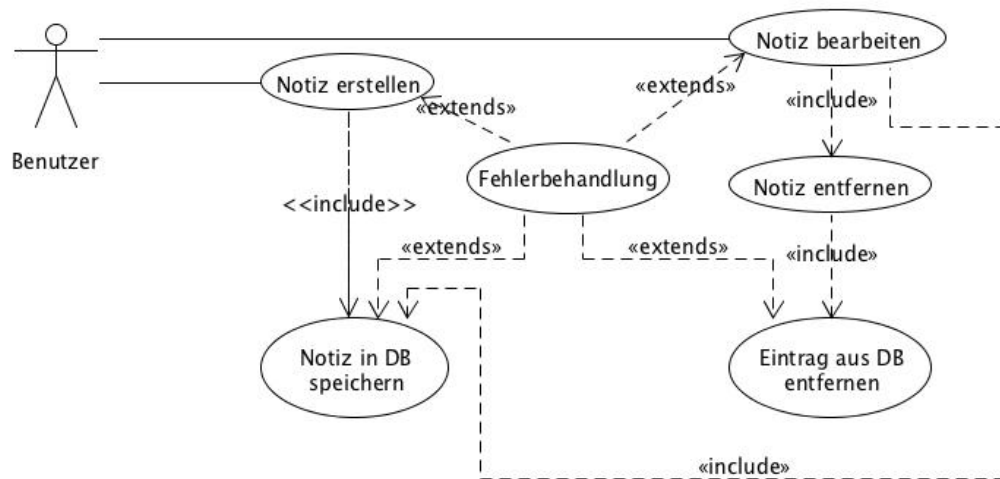 Notiz bearbeiten
Notiz erstellen
«extends»
«extends»
«include»
Benutzer
Fehlerbehandlung
Notiz entfernen
<<include>>
«extends»
«extends»
«include»
Notiz in DB
speichern
Eintrag aus DB
entfernen
«include»